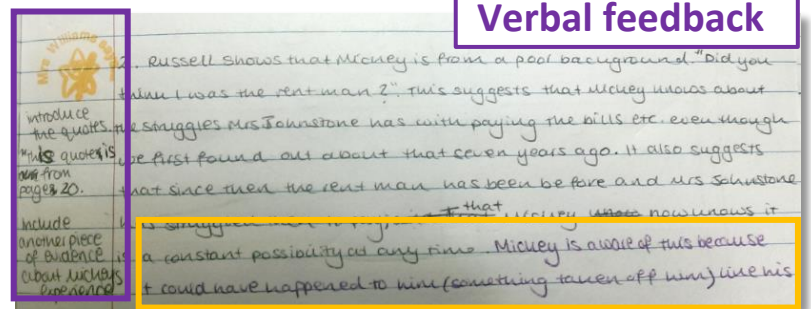 Verbal feedback
Mrs Williams says
2. Russell shows that Mickey is from a poor background. "Did you
think I was the rent man?" This suggests that Mickey knows about
introduce
the quotes.
the struggles Mrs Johnstone has with paying the bills etc. even though
"This quote is
from
page 20.
we first found out about that seven years ago. It also suggests
that since then the rent man has been before and Mrs Johnstone
include
another piece
of evidence
about Mickeys
experience
that Mickey now knows it
is a constant possibility at any time. Mickey is aware of this because
it could have happened to him (something taken off him) like his